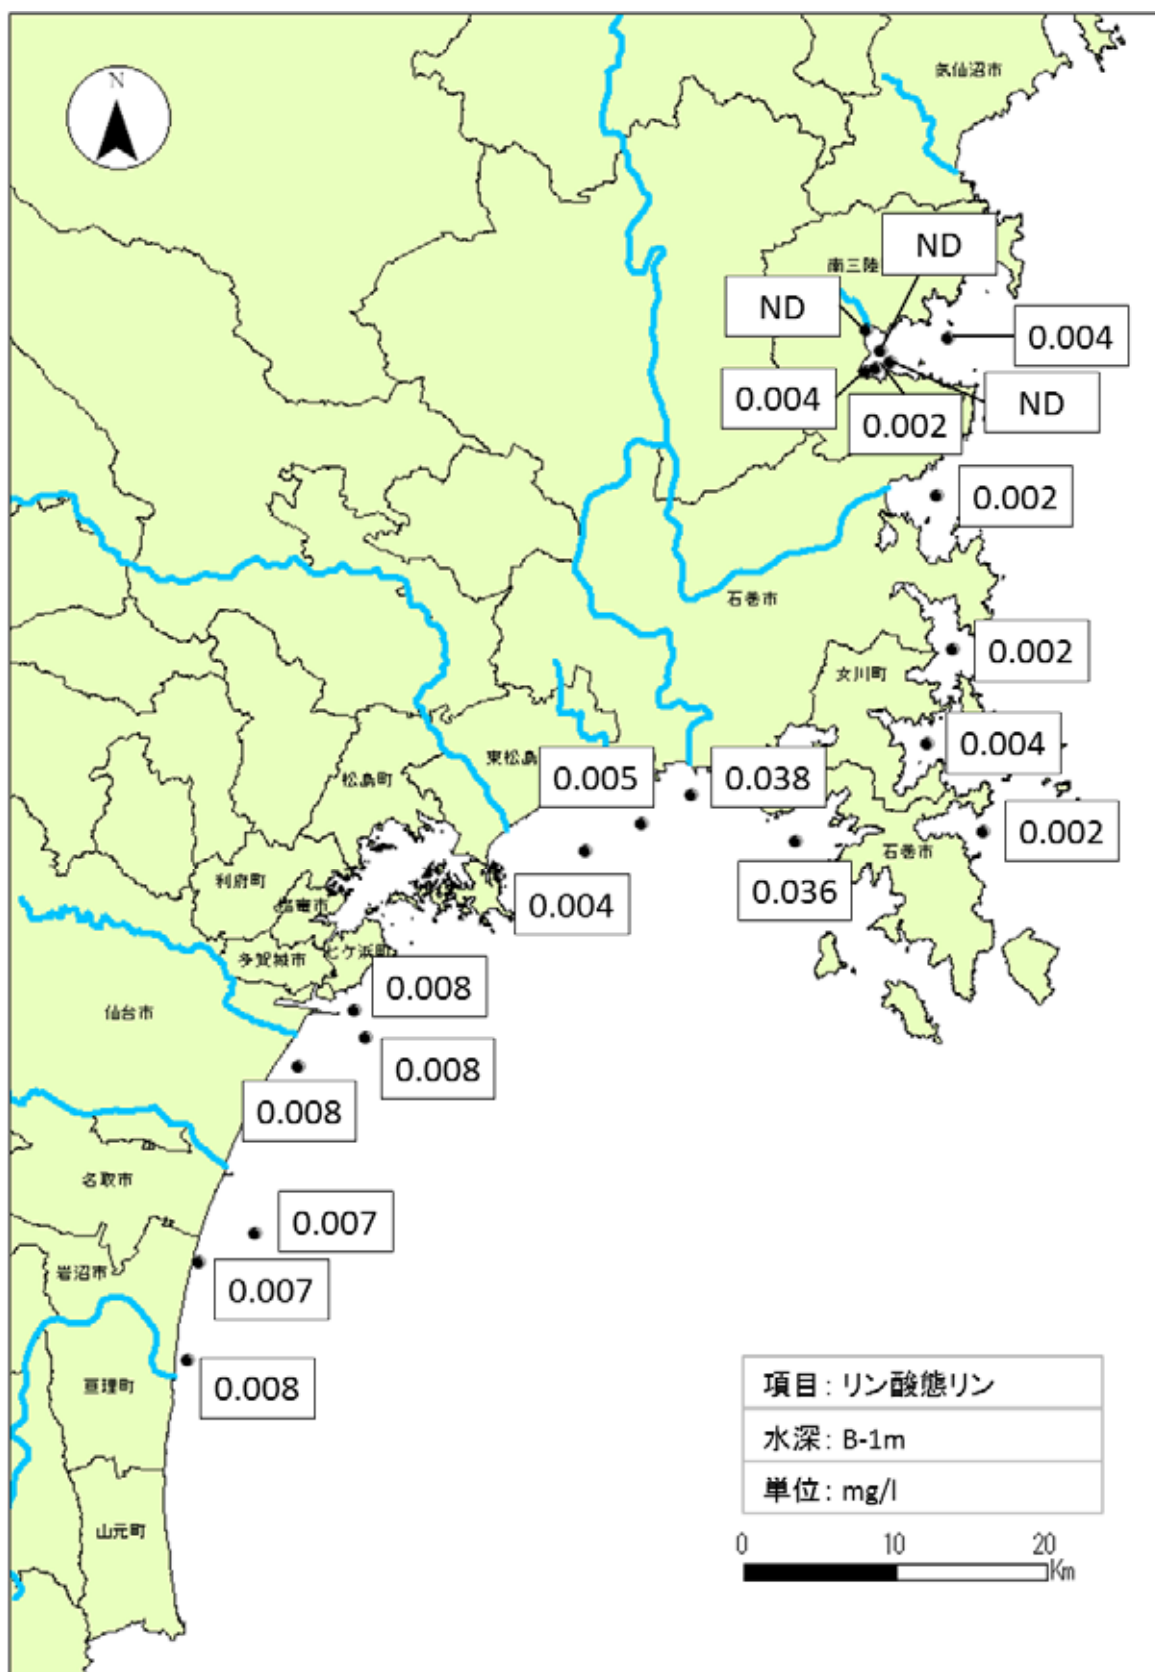 N
気仙沼市
ND
南三陸
ND
0.004
0.004
ND
0.002
0.002
石巻市
0.002
女川町
0.004
東松島
0.005
0.038
松島町
0.002
石巻市
0.036
利府町
0.004
塩竈市
七ケ浜町
多賀城市
0.008
仙台市
0.008
0.008
名取市
0.007
岩沼市
0.007
亘理町
0.008
項目: リン酸態リン
水深: B-1m
単位: mg/l
山元町
0 10 20
Km